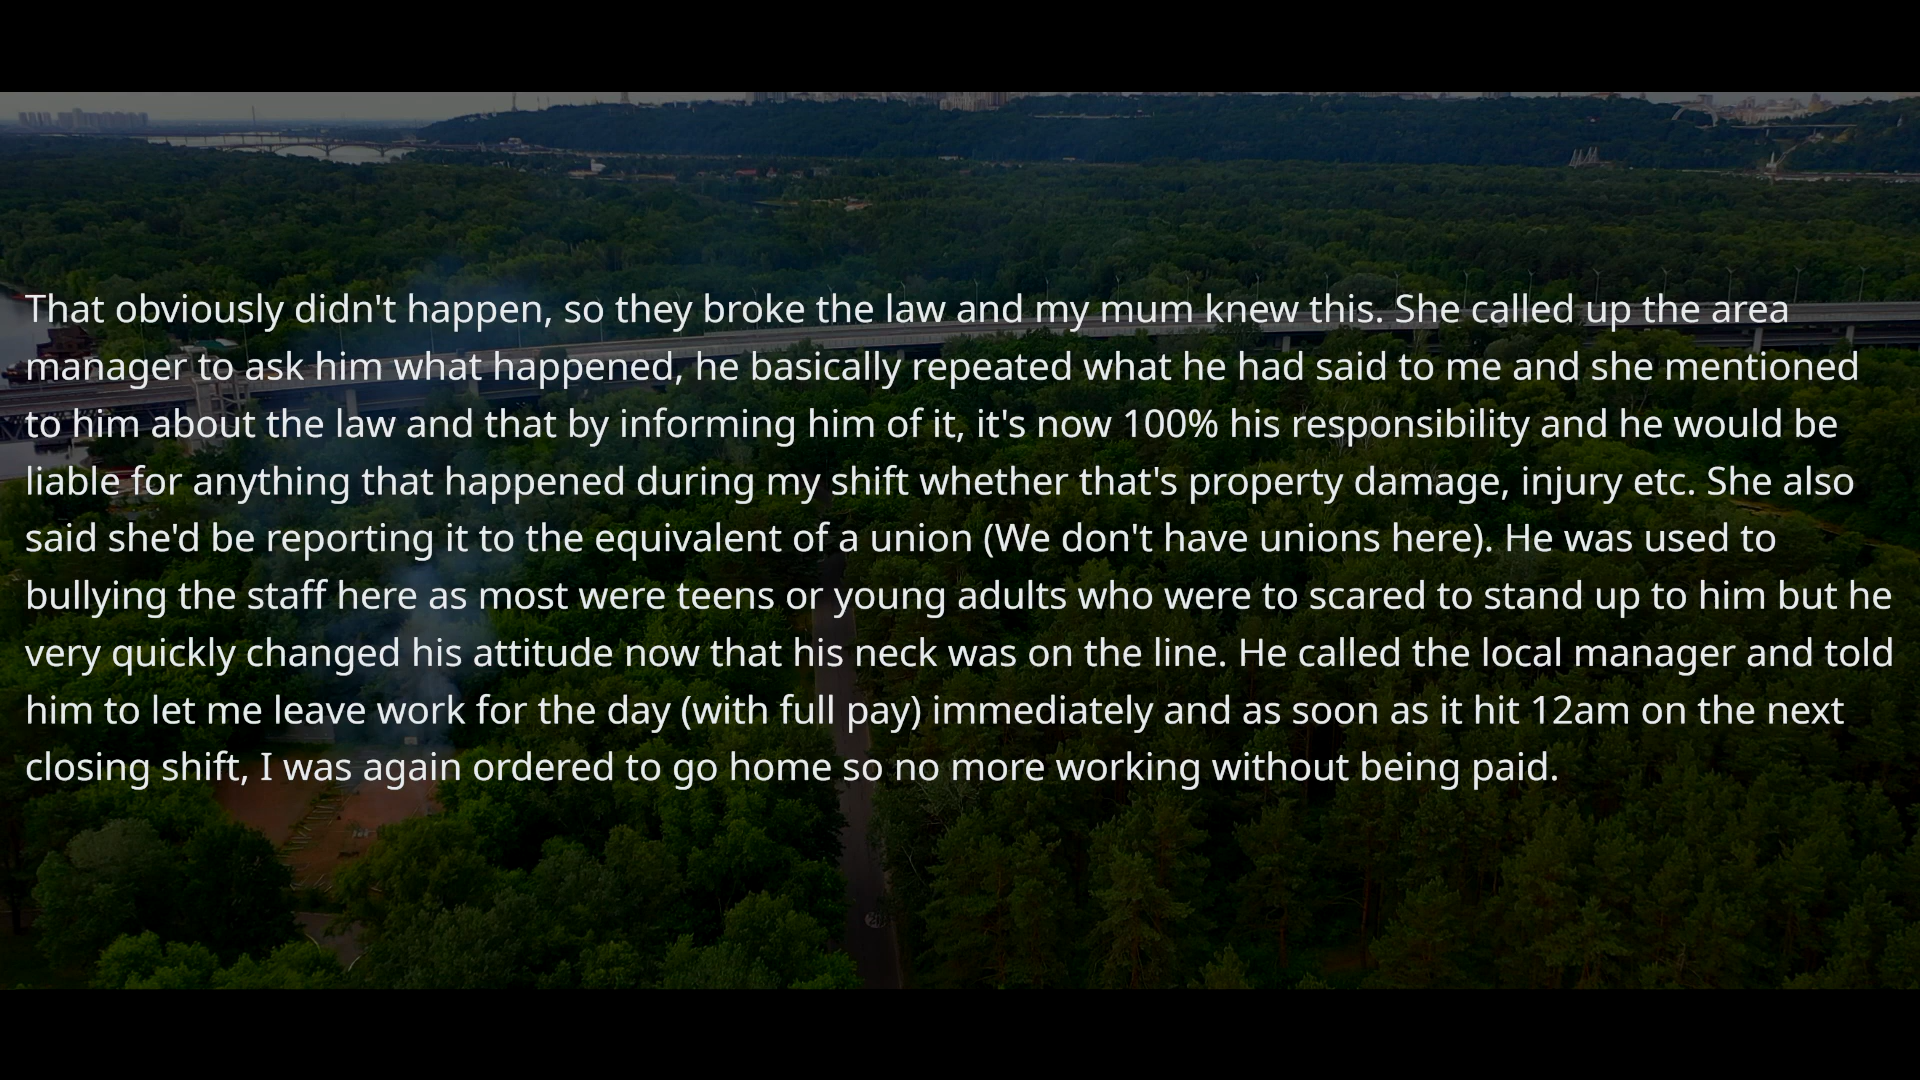 That obviously didn't happen, so they broke the law and my mum knew this. She called up the area
manager to ask him what happened, he basically repeated what he had said to me and she mentioned
to him about the law and that by informing him of it, it's now 100% his responsibility and he would be
liable for anything that happened during my shift whether that's property damage, injury etc. She also
said she'd be reporting it to the equivalent of a union (We don't have unions here). He was used to
bullying the staff here as most were teens or young adults who were to scared to stand up to him but he
very quickly changed his attitude now that his neck was on the line. He called the local manager and told
him to let me leave work for the day (with full pay) immediately and as soon as it hit 12am on the next
closing shift, I was again ordered to go home so no more working without being paid.